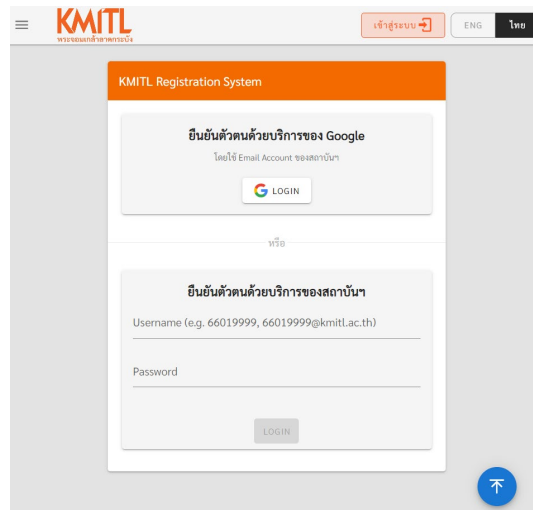 KMITL
พระจอมเกล้าลาดกระบัง
เข้าสู่ระบบ
ENG
ไทย
KMITL Registration System
ยืนยันตัวตนด้วยบริการของ Google
โดยใช้ Email Account ของสถาบันฯ
LOGIN
หรือ
ยืนยันตัวตนด้วยบริการของสถาบันฯ
Username (e.g. 66019999, 66019999@kmitl.ac.th)
Password
LOGIN